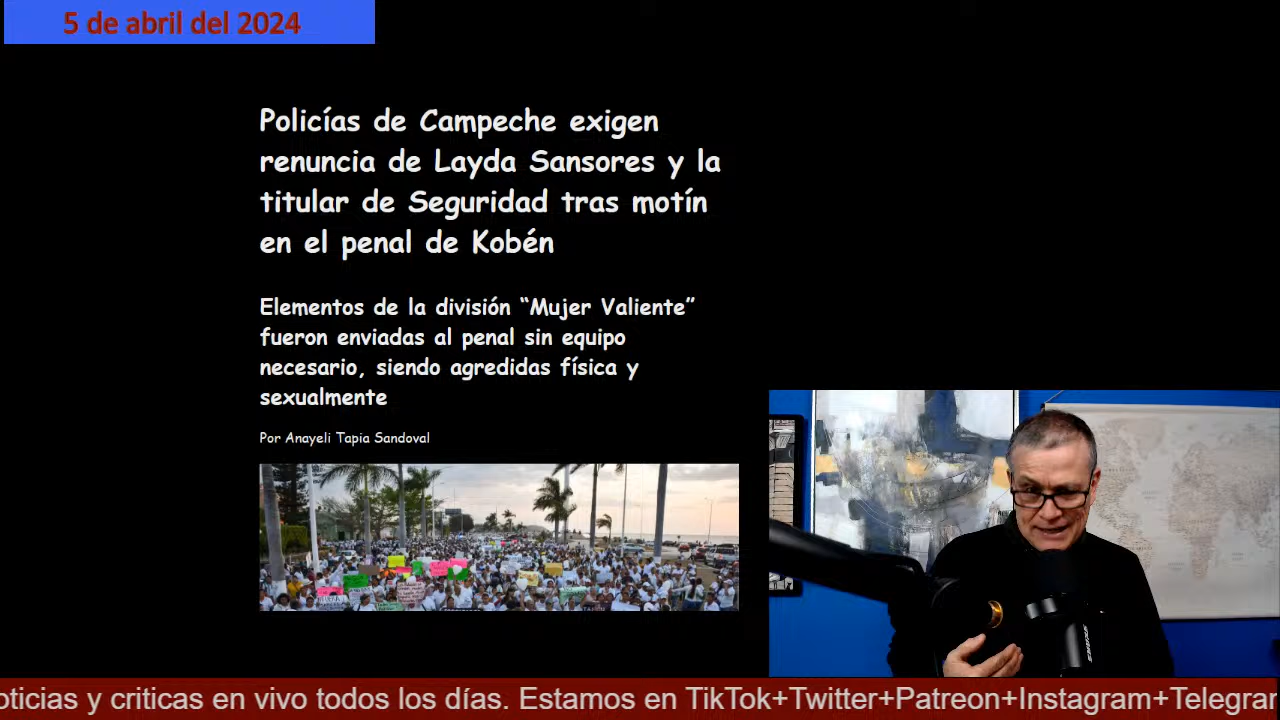 5 de abril del 2024
Policías de Campeche exigen
renuncia de Layda Sansores y la
titular de Seguridad tras motín
en el penal de Kobén
Elementos de la división “Mujer Valiente”
fueron enviadas al penal sin equipo
necesario, siendo agredidas física y
sexualmente
Por Anayeli Tapia Sandoval
oticias y criticas en vivo todos los días. Estamos en TikTok+Twitter+Patreon+Instagram+Telegrar